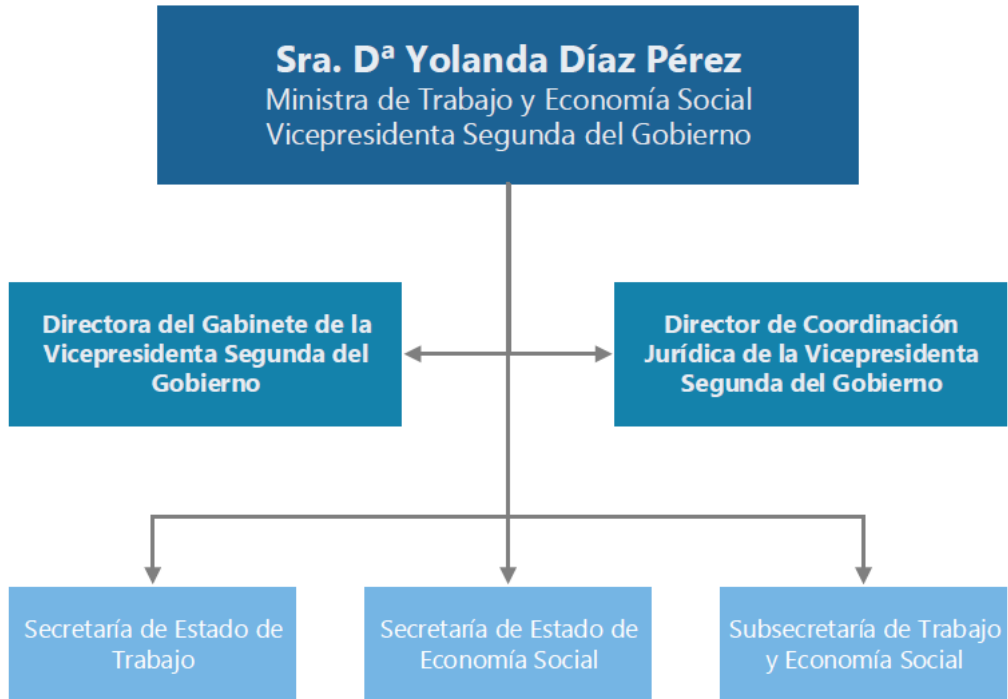 Sra. Dª Yolanda Díaz Pérez
Ministra de Trabajo y Economía Social
Vicepresidenta Segunda del Gobierno
Directora del Gabinete de la
Vicepresidenta Segunda del
Gobierno
Director de Coordinación
Jurídica de la Vicepresidenta
Segunda del Gobierno
Secretaría de Estado de
Trabajo
Secretaría de Estado de
Economía Social
Subsecretaría de Trabajo
y Economía Social